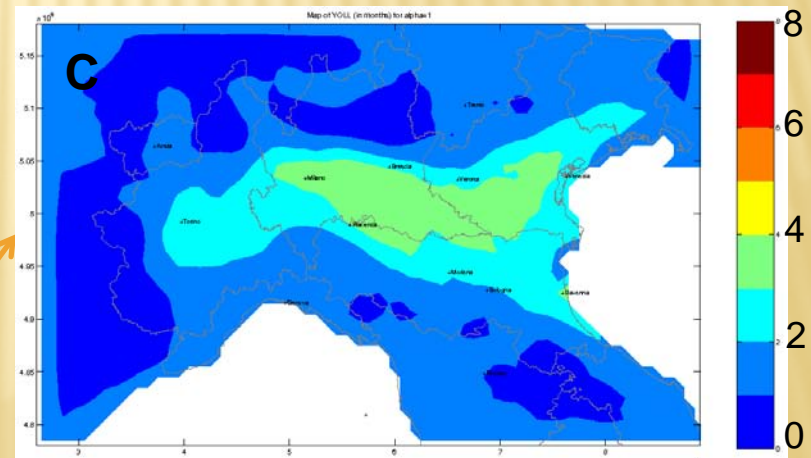 Map of YOLL (in months) for alpha=1
x 10⁶
C
5.15
5.1
5.05
5
4.95
4.9
4.85
4.8
3
4
5
6
7
8
Trento
Aosta
Milano
Brescia
Verona
Venezia
Torino
Piacenza
Modena
Bologna
Ravenna
Genova
8
6
4
2
0